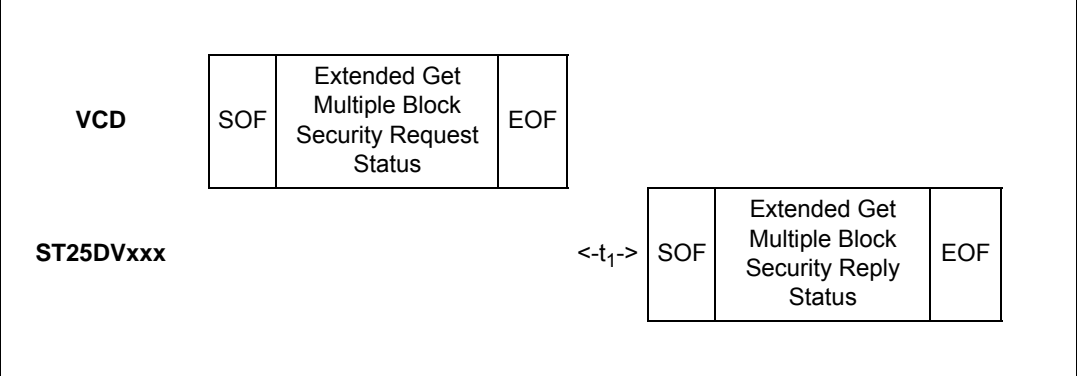 VCD
SOF
Extended Get
Multiple Block
Security Request
Status
EOF
ST25DVxxx
<-t₁->
SOF
Extended Get
Multiple Block
Security Reply
Status
EOF